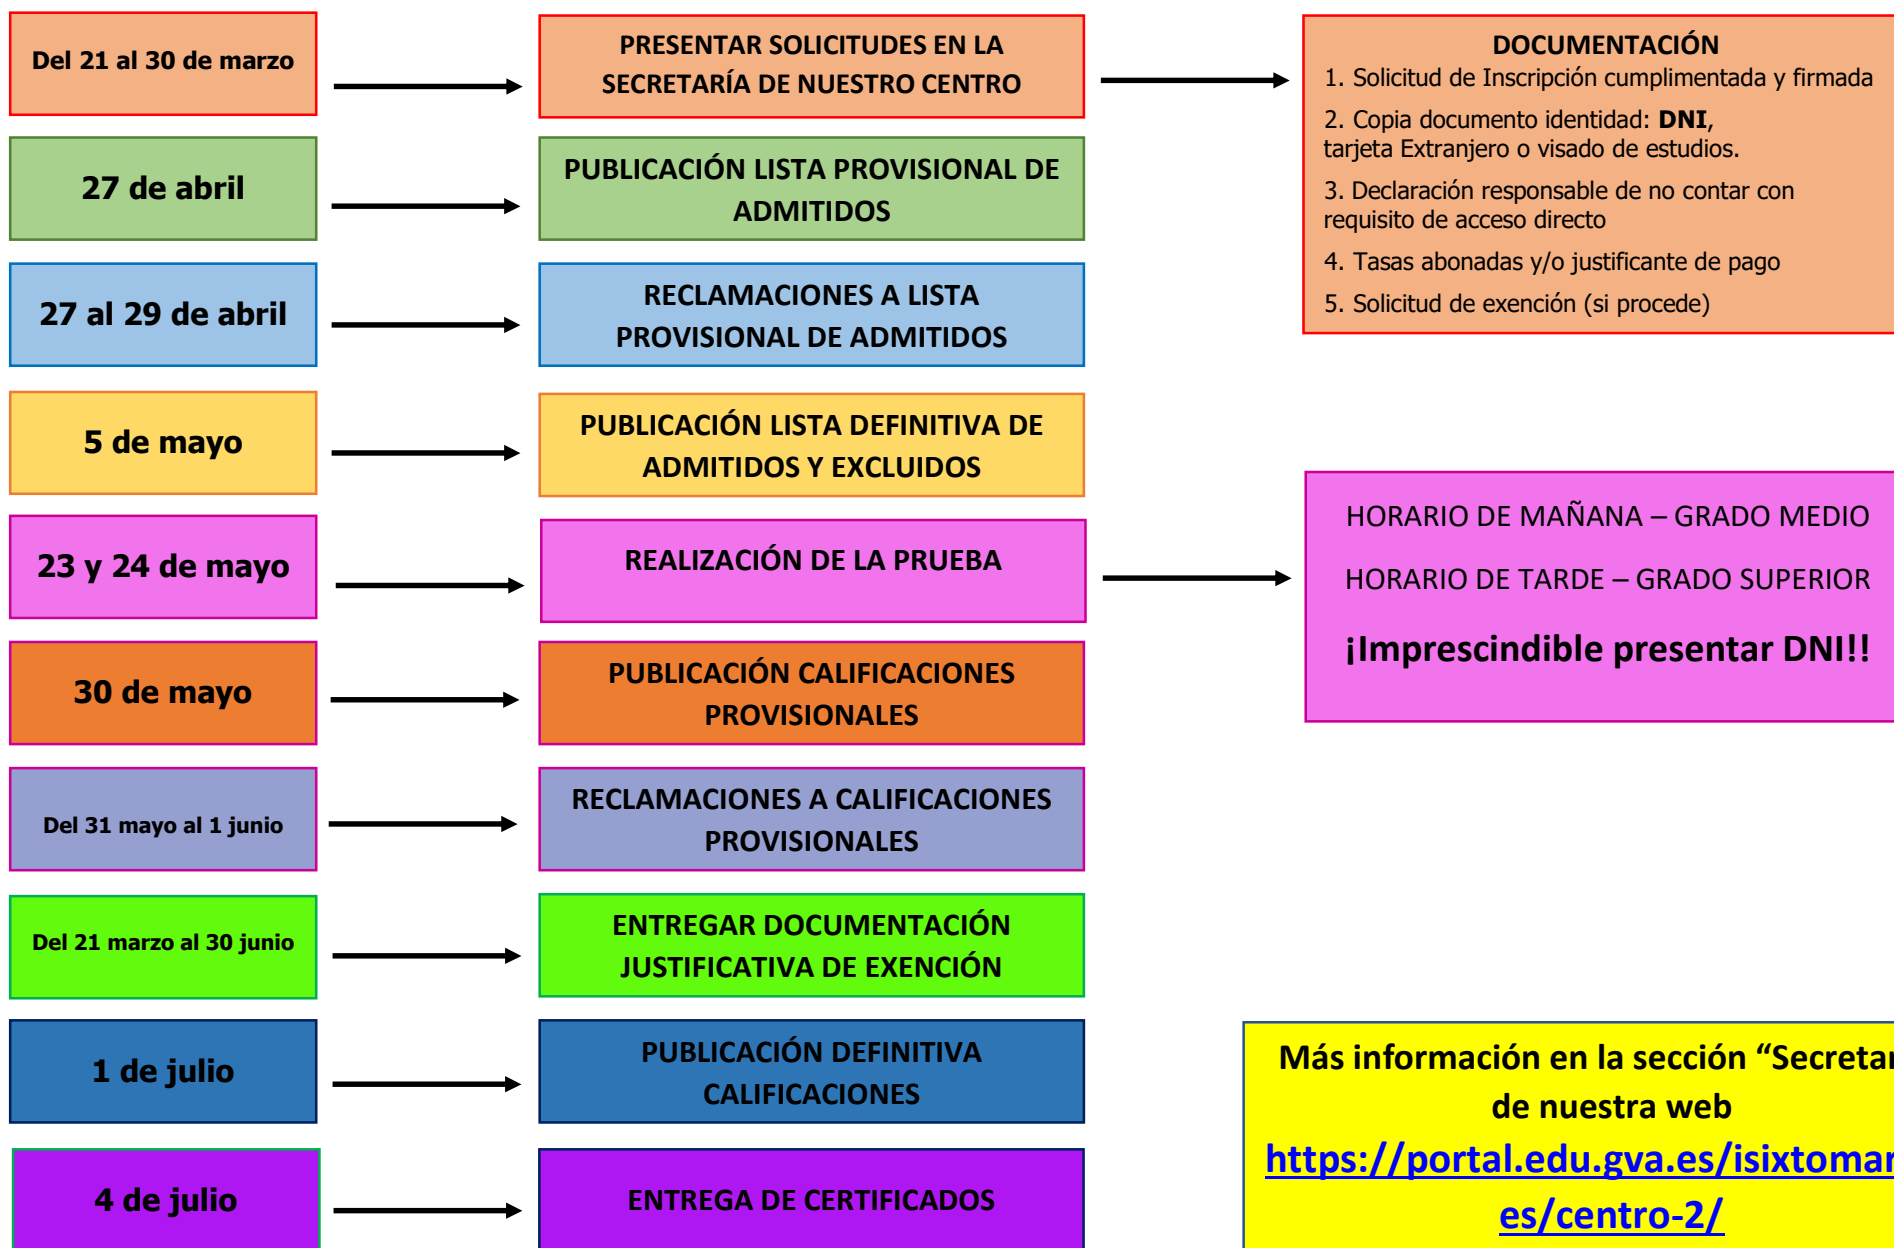 Del 21 al 30 de marzo
PRESENTAR SOLICITUDES EN LA
SECRETARÍA DE NUESTRO CENTRO
DOCUMENTACIÓN
1. Solicitud de Inscripción cumplimentada y firmada
2. Copia documento identidad: DNI,
tarjeta Extranjero o visado de estudios.
3. Declaración responsable de no contar con
requisito de acceso directo
4. Tasas abonadas y/o justificante de pago
5. Solicitud de exención (si procede)
27 de abril
PUBLICACIÓN LISTA PROVISIONAL DE
ADMITIDOS
27 al 29 de abril
RECLAMACIONES A LISTA
PROVISIONAL DE ADMITIDOS
5 de mayo
PUBLICACIÓN LISTA DEFINITIVA DE
ADMITIDOS Y EXCLUIDOS
23 y 24 de mayo
REALIZACIÓN DE LA PRUEBA
HORARIO DE MAÑANA – GRADO MEDIO
HORARIO DE TARDE – GRADO SUPERIOR
¡Imprescindible presentar DNI!!
30 de mayo
PUBLICACIÓN CALIFICACIONES
PROVISIONALES
Del 31 mayo al 1 junio
RECLAMACIONES A CALIFICACIONES
PROVISIONALES
Del 21 marzo al 30 junio
ENTREGAR DOCUMENTACIÓN
JUSTIFICATIVA DE EXENCIÓN
1 de julio
PUBLICACIÓN DEFINITIVA
CALIFICACIONES
4 de julio
ENTREGA DE CERTIFICADOS
Más información en la sección “Secretar
de nuestra web
https://portal.edu.gva.es/isixtomar
es/centro-2/